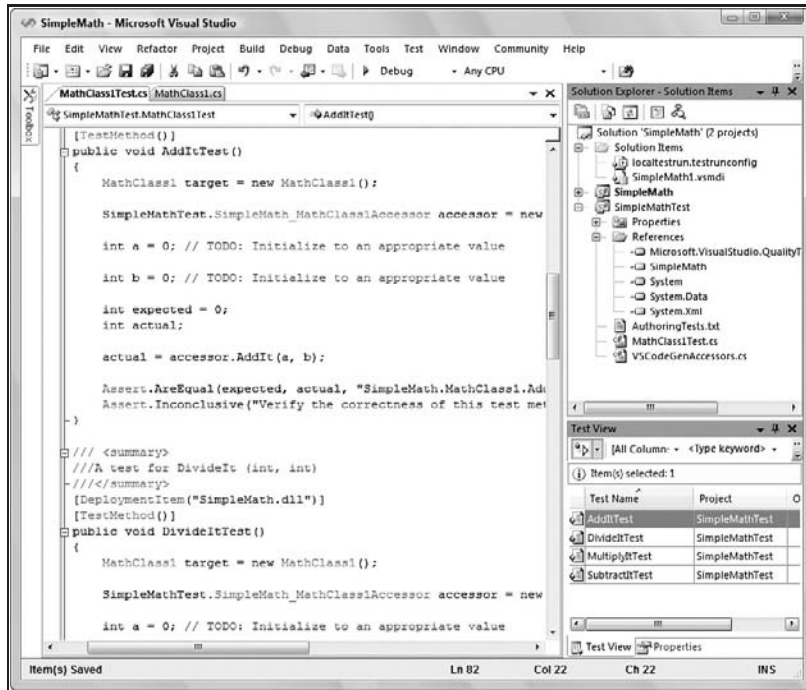 SimpleMath - Microsoft Visual Studio
File Edit View Refactor Project Build Debug Data Tools Test Window Community Help
Debug Any CPU
Toolbox
MathClass1Test.cs MathClass1.cs
SimpleMathTest.MathClass1Test AddItTest()
[TestMethod()]
public void AddItTest()
{
MathClass1 target = new MathClass1();
SimpleMathTest.SimpleMath_MathClass1Accessor accessor = new
int a = 0; // TODO: Initialize to an appropriate value
int b = 0; // TODO: Initialize to an appropriate value
int expected = 0;
int actual;
actual = accessor.AddIt(a, b);
Assert.AreEqual(expected, actual, "SimpleMath.MathClass1.Add
Assert.Inconclusive("Verify the correctness of this test met
}
/// <summary>
///A test for DivideIt (int, int)
///</summary>
[DeploymentItem("SimpleMath.dll")]
[TestMethod()]
public void DivideItTest()
{
MathClass1 target = new MathClass1();
SimpleMathTest.SimpleMath_MathClass1Accessor accessor = new
int a = 0; // TODO: Initialize to an appropriate value
Solution Explorer - Solution Items
Solution 'SimpleMath' (2 projects)
Solution Items
localtestrun.testrunconfig
SimpleMath1.vsmdi
SimpleMath
SimpleMathTest
Properties
References
Microsoft.VisualStudio.QualityT
SimpleMath
System
System.Data
System.Xml
AuthoringTests.txt
MathClass1Test.cs
VSCodeGenAccessors.cs
Test View
[All Column: <Type keyword>
Item(s) selected: 1
Test Name Project O
AddItTest SimpleMathTest
DivideItTest SimpleMathTest
MultiplyItTest SimpleMathTest
SubtractItTest SimpleMathTest
Test View Properties
Item(s) Saved Ln 82 Col 22 Ch 22 INS